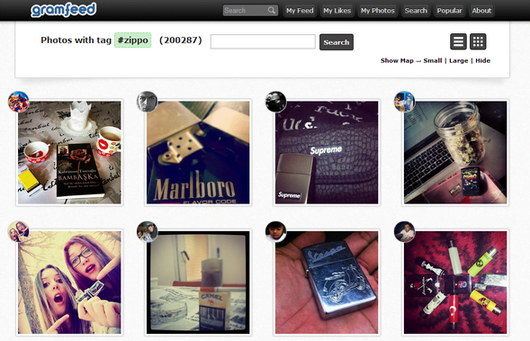 gramfeed
Search
My Feed
My Likes
My Photos
Search
Popular
About
Photos with tag #zippo (200287)
Search
Show Map — Small | Large | Hide
BAMBAŞKA
Marlboro
FLAVOR CODE
Supreme
Supreme
CAMEL